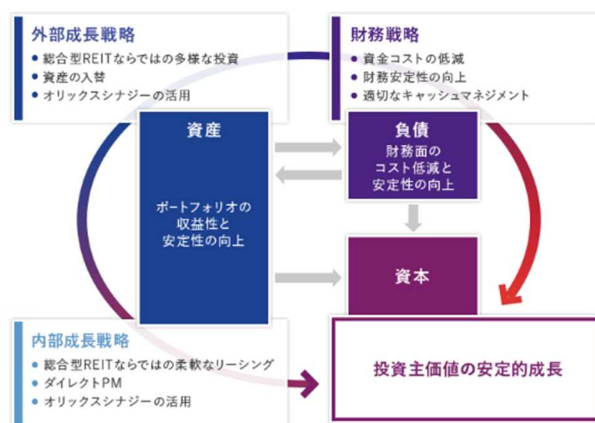 外部成長戦略
● 総合型REITならではの多様な投資
● 資産の入替
● オリックスシナジーの活用
財務戦略
● 資金コストの低減
● 財務安定性の向上
● 適切なキャッシュマネジメント
資産
ポートフォリオの
収益性と
安定性の向上
負債
財務面の
コスト低減と
安定性の向上
資本
内部成長戦略
● 総合型REITならではの柔軟なリーシング
● ダイレクトPM
● オリックスシナジーの活用
投資主価値の安定的成長